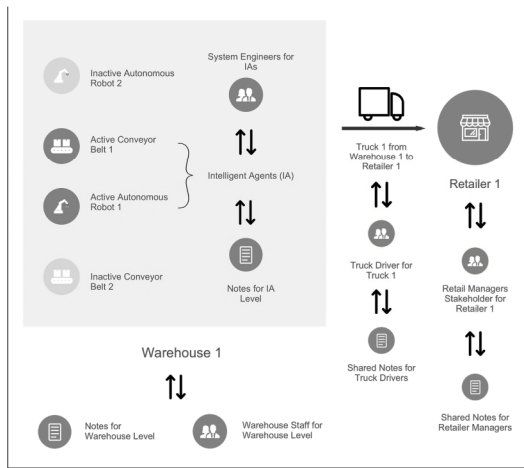 System Engineers for
IAs
Inactive Autonomous
Robot 2
Active Conveyor
Belt 1
Intelligent Agents (IA)
Active Autonomous
Robot 1
Inactive Conveyor
Belt 2
Notes for IA
Level
Warehouse 1
Notes for
Warehouse Level
Warehouse Staff for
Warehouse Level
Truck 1 from
Warehouse 1 to
Retailer 1
Truck Driver for
Truck 1
Shared Notes for
Truck Drivers
Retailer 1
Retail Managers
Stakeholder for
Retailer 1
Shared Notes for
Retailer Managers